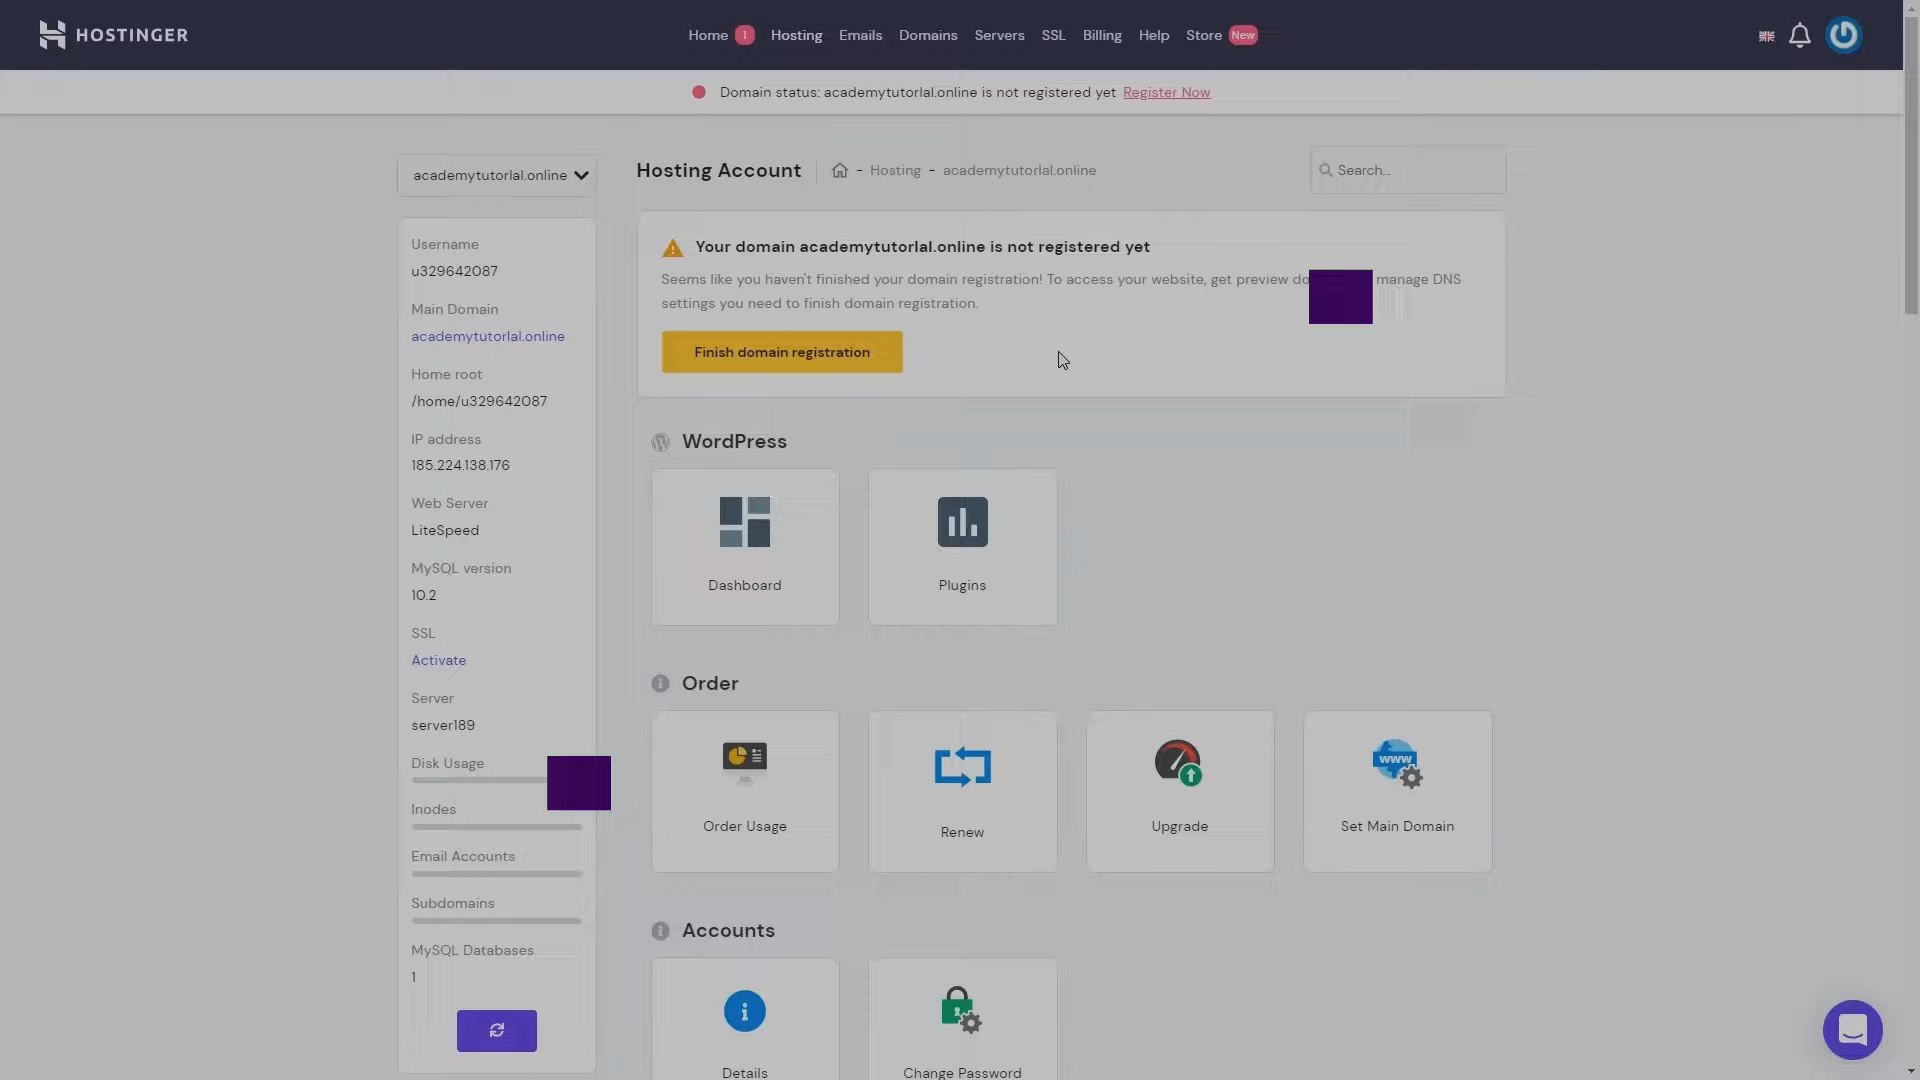 HOSTINGER
Home 1 Hosting Emails Domains Servers SSL Billing Help Store New
Domain status: academytutorlal.online is not registered yet Register Now
academytutorlal.online
Hosting Account
- Hosting - academytutorlal.online
Search...
Username
u329642087
Main Domain
academytutorlal.online
Home root
/home/u329642087
IP address
185.224.138.176
Web Server
LiteSpeed
MySQL version
10.2
SSL
Activate
Server
server189
Disk Usage
Inodes
Email Accounts
Subdomains
MySQL Databases
1
Your domain academytutorlal.online is not registered yet
Seems like you haven't finished your domain registration! To access your website, get preview manage DNS
settings you need to finish domain registration.
Finish domain registration
WordPress
Dashboard
Plugins
Order
Order Usage
Renew
Upgrade
www
Set Main Domain
Accounts
Details
Change Password